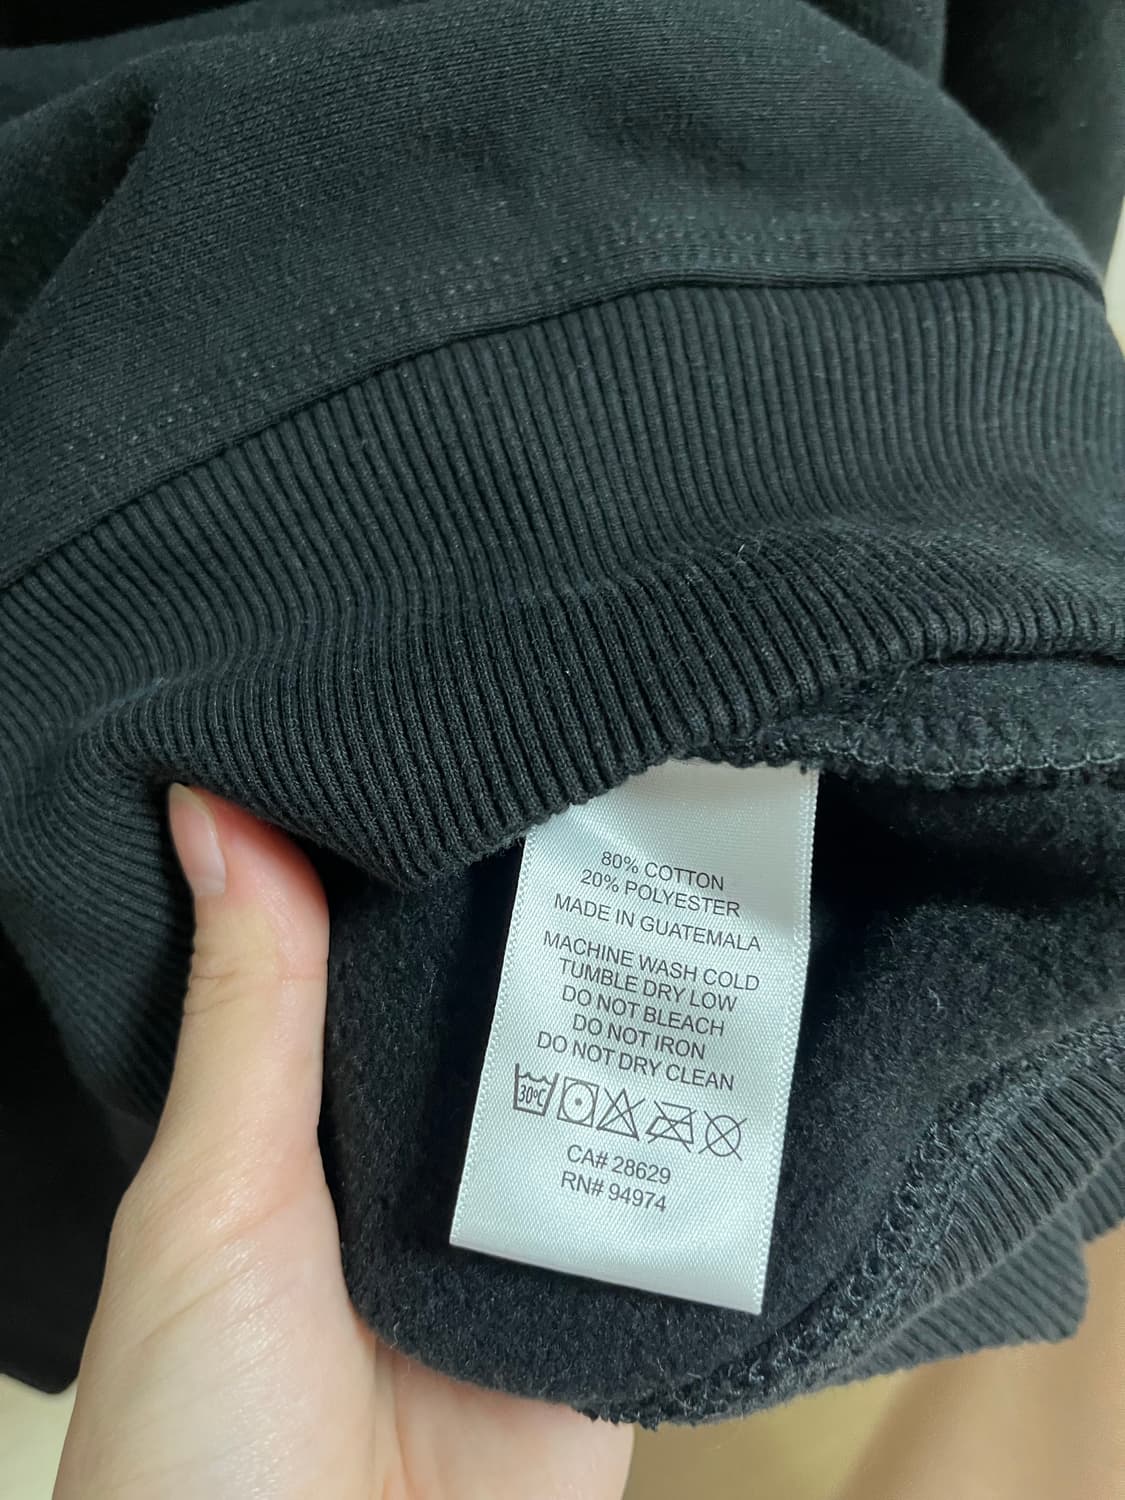 80% COTTON
20% POLYESTER
MADE IN GUATEMALA
MACHINE WASH COLD
TUMBLE DRY LOW
DO NOT BLEACH
DO NOT IRON
DO NOT DRY CLEAN
30°C
CA# 28629
RN# 94974